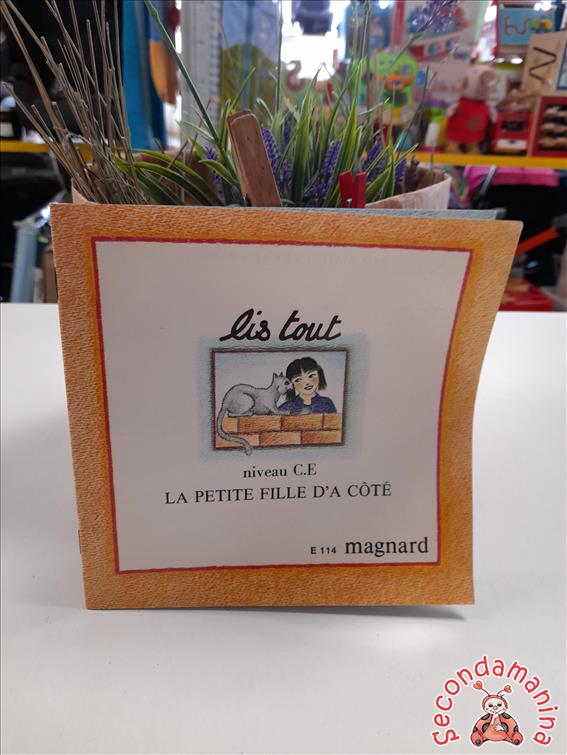 lis tout
niveau C.E
LA PETITE FILLE D'A CÔTÉ
E 114 magnard
Secondamanina